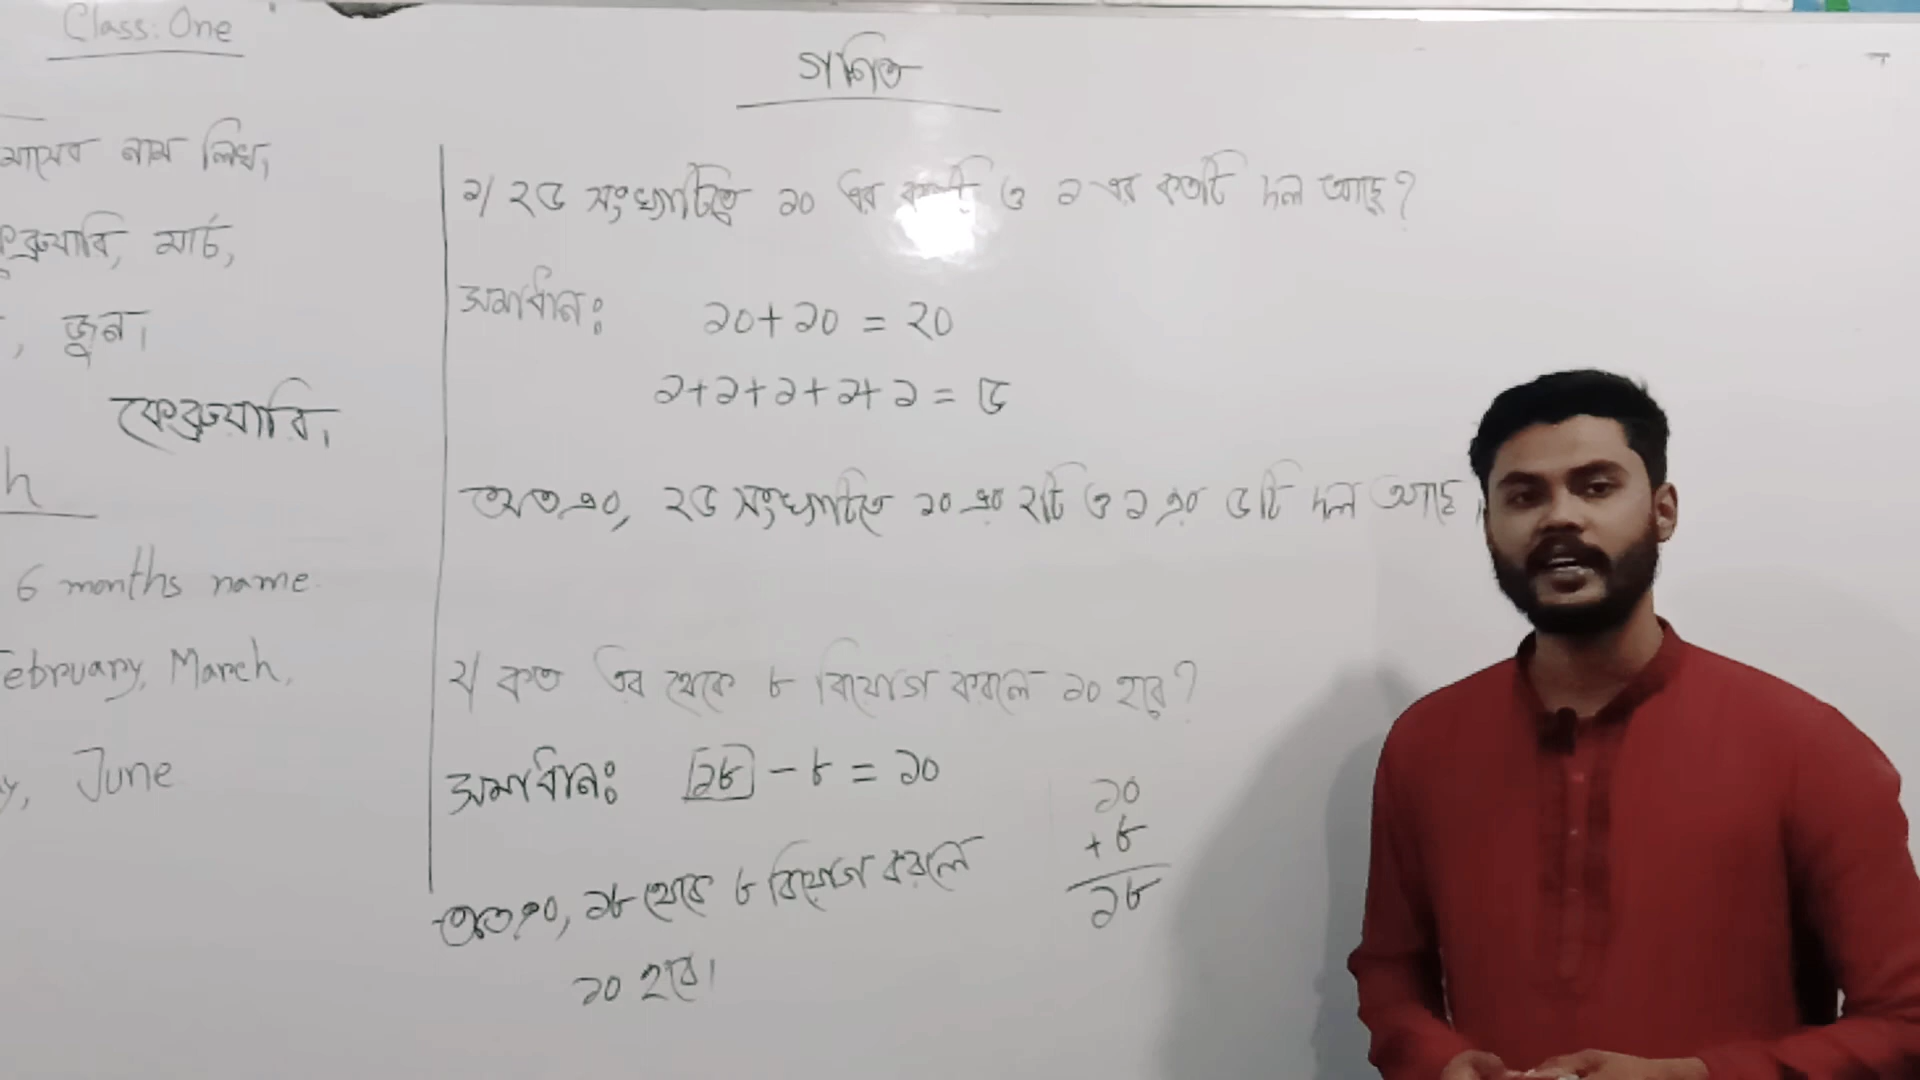 Class: One
মাসের নাম লিখ।
ফেব্রুয়ারি, মার্চ,
, জুন।
ফেব্রুয়ারি।
h
6 months name.
February, March,
y, June
গণিত
১/ ২৫ সংখ্যাটিতে ১০ এর কয়টি ও ১ এর কতটি দল আছে?
সমাধানঃ ১০+১০ = ২০
১+১+১+১+১ = ৫
অতএব, ২৫ সংখ্যাটিতে ১০ এর ২টি ও ১ এর ৫টি দল আছে।
২/ কত এর থেকে ৮ বিয়োগ করলে ১০ হবে?
সমাধানঃ ১৮ - ৮ = ১০
১০
+ ৮
১৮
অতএব, ১৮ থেকে ৮ বিয়োগ করলে
১০ হবে।